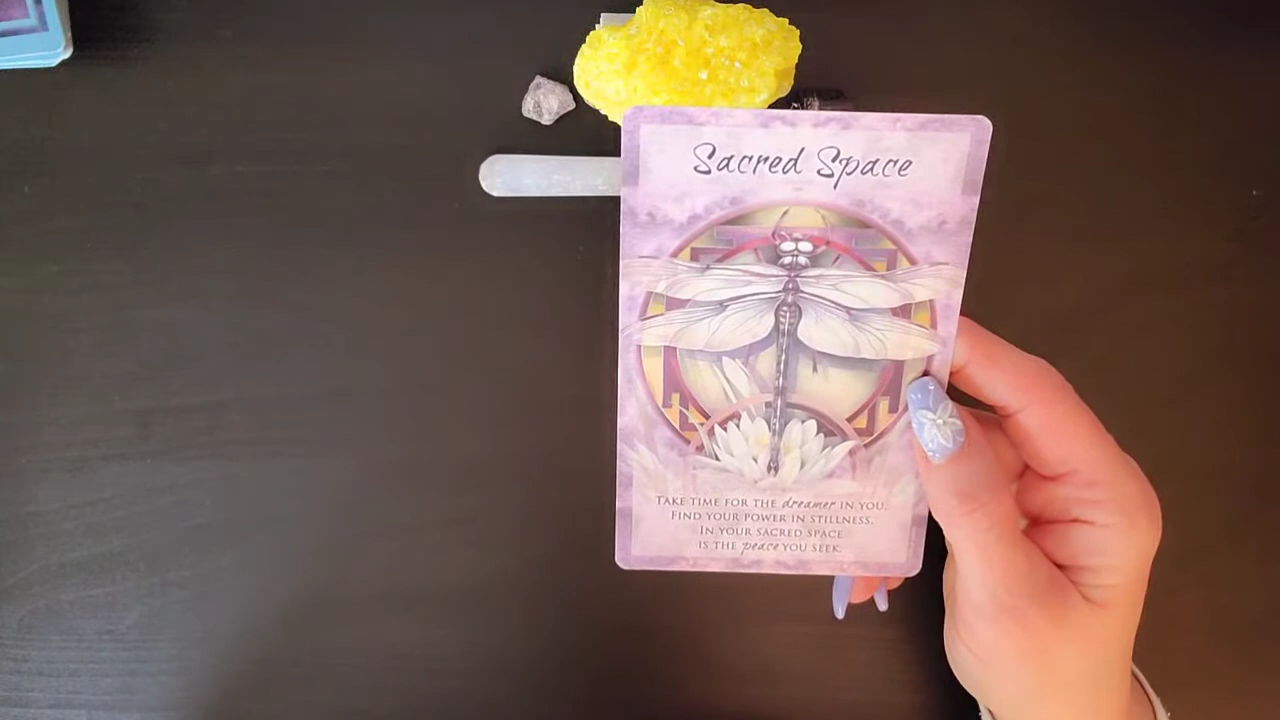 Sacred Space
TAKE TIME FOR THE dreamer IN YOU.
FIND YOUR POWER IN STILLNESS.
IN YOUR SACRED SPACE
IS THE peace YOU SEEK.